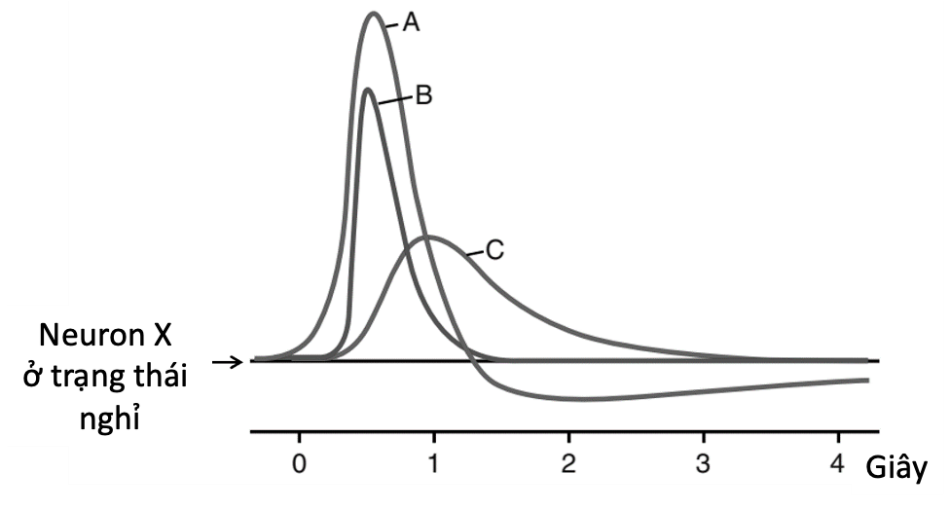 A
B
C
Neuron X
ở trạng thái
nghỉ
0 1 2 3 4 Giây